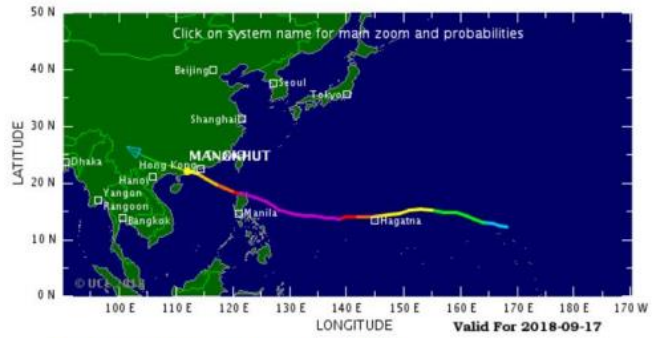 50 N
Click on system name for main zoom and probabilities
40 N
Beijing
Seoul
Tokyo
30 N
Shanghai
LATITUDE
MANGKHUT
Dhaka
Hong Kong
20 N
Hanoi
Yangon
Rangoon
Manila
Hagatna
Bangkok
10 N
0 N
100 E 110 E 120 E 130 E 140 E 150 E 160 E 170 E 180 E 170 W
LONGITUDE
Valid For 2018-09-17